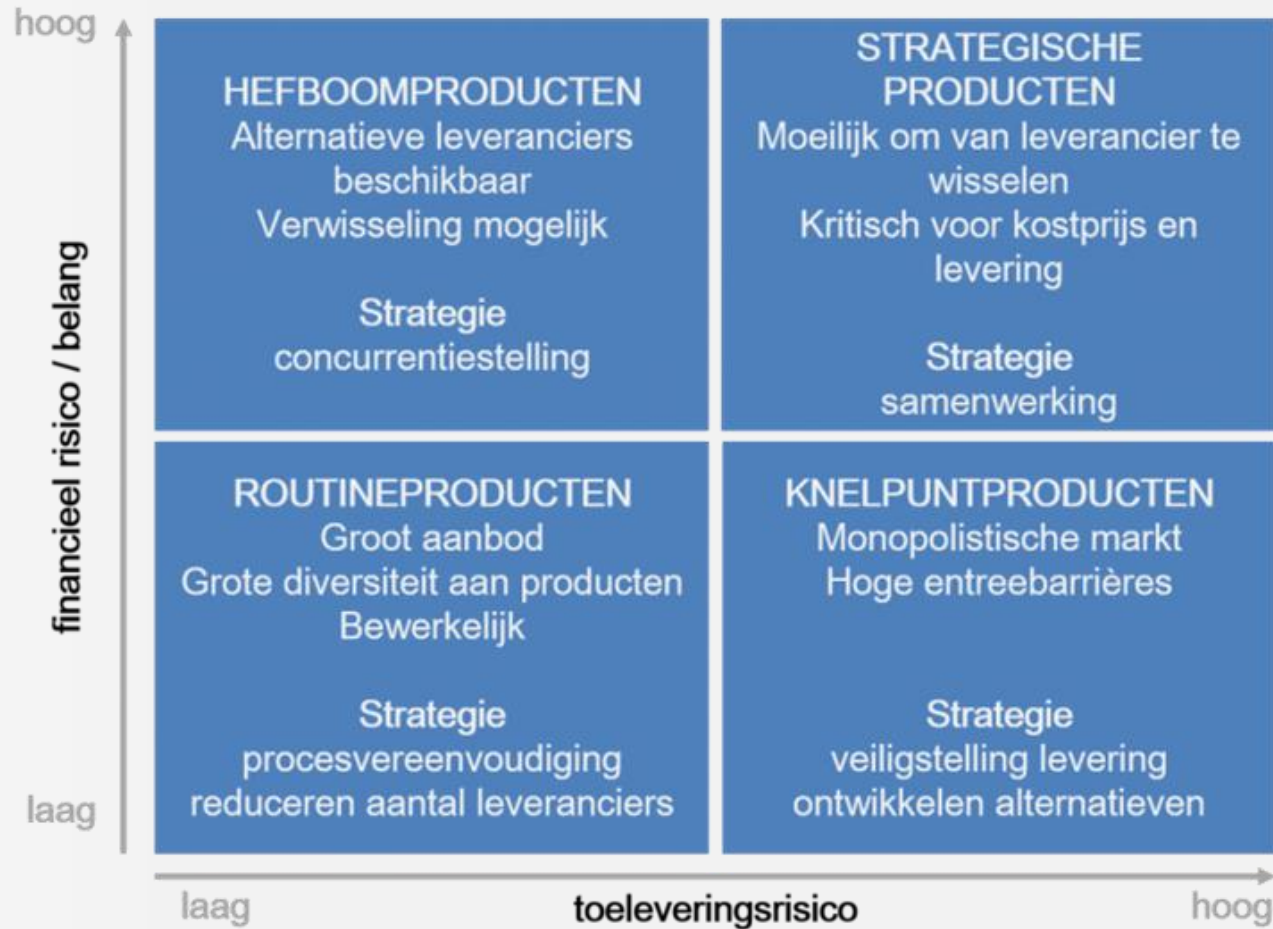 hoog
HEFBOOMPRODUCTEN
Alternatieve leveranciers
beschikbaar
Verwisseling mogelijk
Strategie
concurrentiestelling
STRATEGISCHE
PRODUCTEN
Moeilijk om van leverancier te
wisselen
Kritisch voor kostprijs en
levering
Strategie
samenwerking
financieel risico / belang
ROUTINEPRODUCTEN
Groot aanbod
Grote diversiteit aan producten
Bewerkelijk
Strategie
procesvereenvoudiging
reduceren aantal leveranciers
KNELPUNTPRODUCTEN
Monopolistische markt
Hoge entreebarrières
Strategie
veiligstelling levering
ontwikkelen alternatieven
laag
laag
toeleveringsrisico
hoog